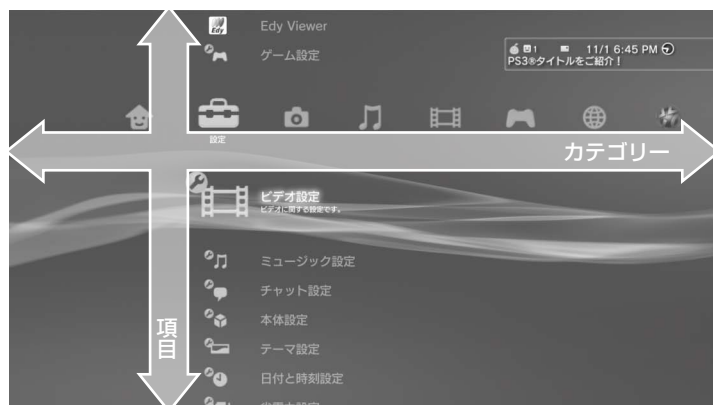 Edy
Edy Viewer
ゲーム設定
1 11/1 6:45 PM
PS3®タイトルをご紹介！
設定
カテゴリー
ビデオ設定
ビデオに関する設定です。
ミュージック設定
チャット設定
項目
本体設定
テーマ設定
日付と時刻設定